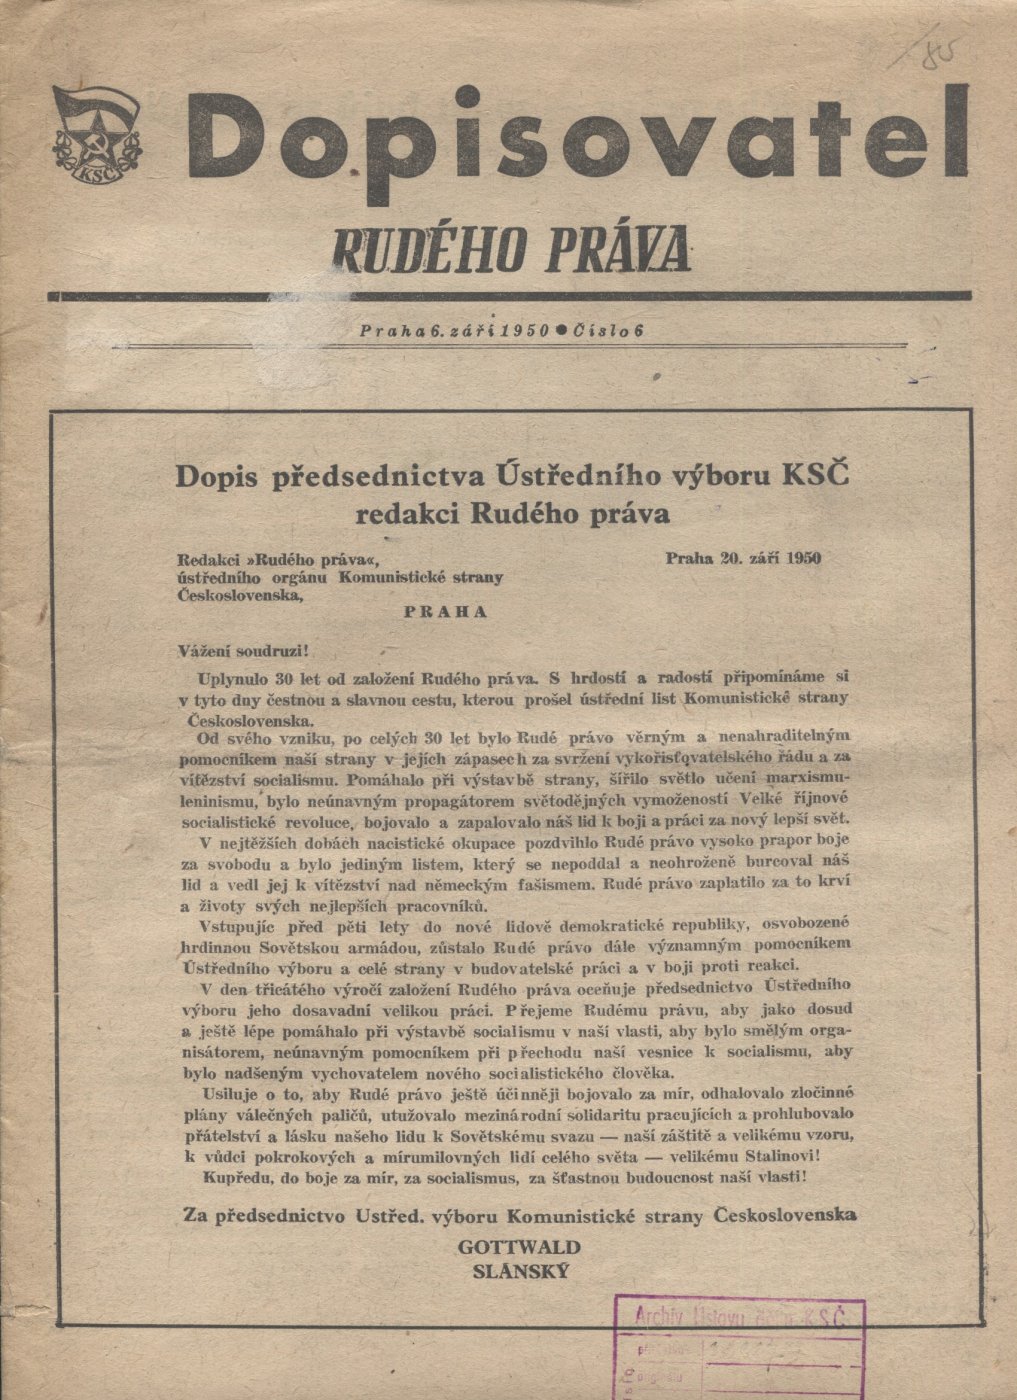 /85
Dopisovatel
KSČ
RUDÉHO PRÁVA
Praha 6. září 1950 ● Číslo 6
Dopis předsednictva Ústředního výboru KSČ
redakci Rudého práva
Redakci »Rudého práva«,
Praha 20. září 1950
ústředního orgánu Komunistické strany
Československa,
PRAHA
Vážení soudruzi!
Uplynulo 30 let od založení Rudého práva. S hrdostí a radostí připomínáme si
v tyto dny čestnou a slavnou cestu, kterou prošel ústřední list Komunistické strany
Československa.
Od svého vzniku, po celých 30 let bylo Rudé právo věrným a nenahraditelným
pomocníkem naší strany v jejích zápasech za svržení vykořisťovatelského řádu a za
vítězství socialismu. Pomáhalo při výstavbě strany, šířilo světlo učení marxismu-
leninismu, bylo neúnavným propagátorem světodějných vymožeností Velké říjnové
socialistické revoluce, bojovalo a zapalovalo náš lid k boji a práci za nový lepší svět.
V nejtěžších dobách nacistické okupace pozdvihlo Rudé právo vysoko prapor boje
za svobodu a bylo jediným listem, který se nepoddal a neohroženě burcoval náš
lid a vedl jej k vítězství nad německým fašismem. Rudé právo zaplatilo za to krví
a životy svých nejlepších pracovníků.
Vstupujíc před pěti lety do nové lidově demokratické republiky, osvobozené
hrdinnou Sovětskou armádou, zůstalo Rudé právo dále významným pomocníkem
Ústředního výboru a celé strany v budovatelské práci a v boji proti reakci.
V den třicátého výročí založení Rudého práva oceňuje předsednictvo Ústředního
výboru jeho dosavadní velikou práci. Přejeme Rudému právu, aby jako dosud
a ještě lépe pomáhalo při výstavbě socialismu v naší vlasti, aby bylo smělým orga-
nisátorem, neúnavným pomocníkem při přechodu naší vesnice k socialismu, aby
bylo nadšeným vychovatelem nového socialistického člověka.
Usiluje o to, aby Rudé právo ještě účinněji bojovalo za mír, odhalovalo zločinné
plány válečných paličů, utužovalo mezinárodní solidaritu pracujících a prohlubovalo
přátelství a lásku našeho lidu k Sovětskému svazu — naší záštitě a velikému vzoru,
k vůdci pokrokových a mírumilovných lidí celého světa — velikému Stalinovi!
Kupředu, do boje za mír, za socialismus, za šťastnou budoucnost naší vlasti!
Za předsednictvo Ustřed. výboru Komunistické strany Československa
GOTTWALD
SLÁNSKÝ
Archiv Ústavu dějin KSČ